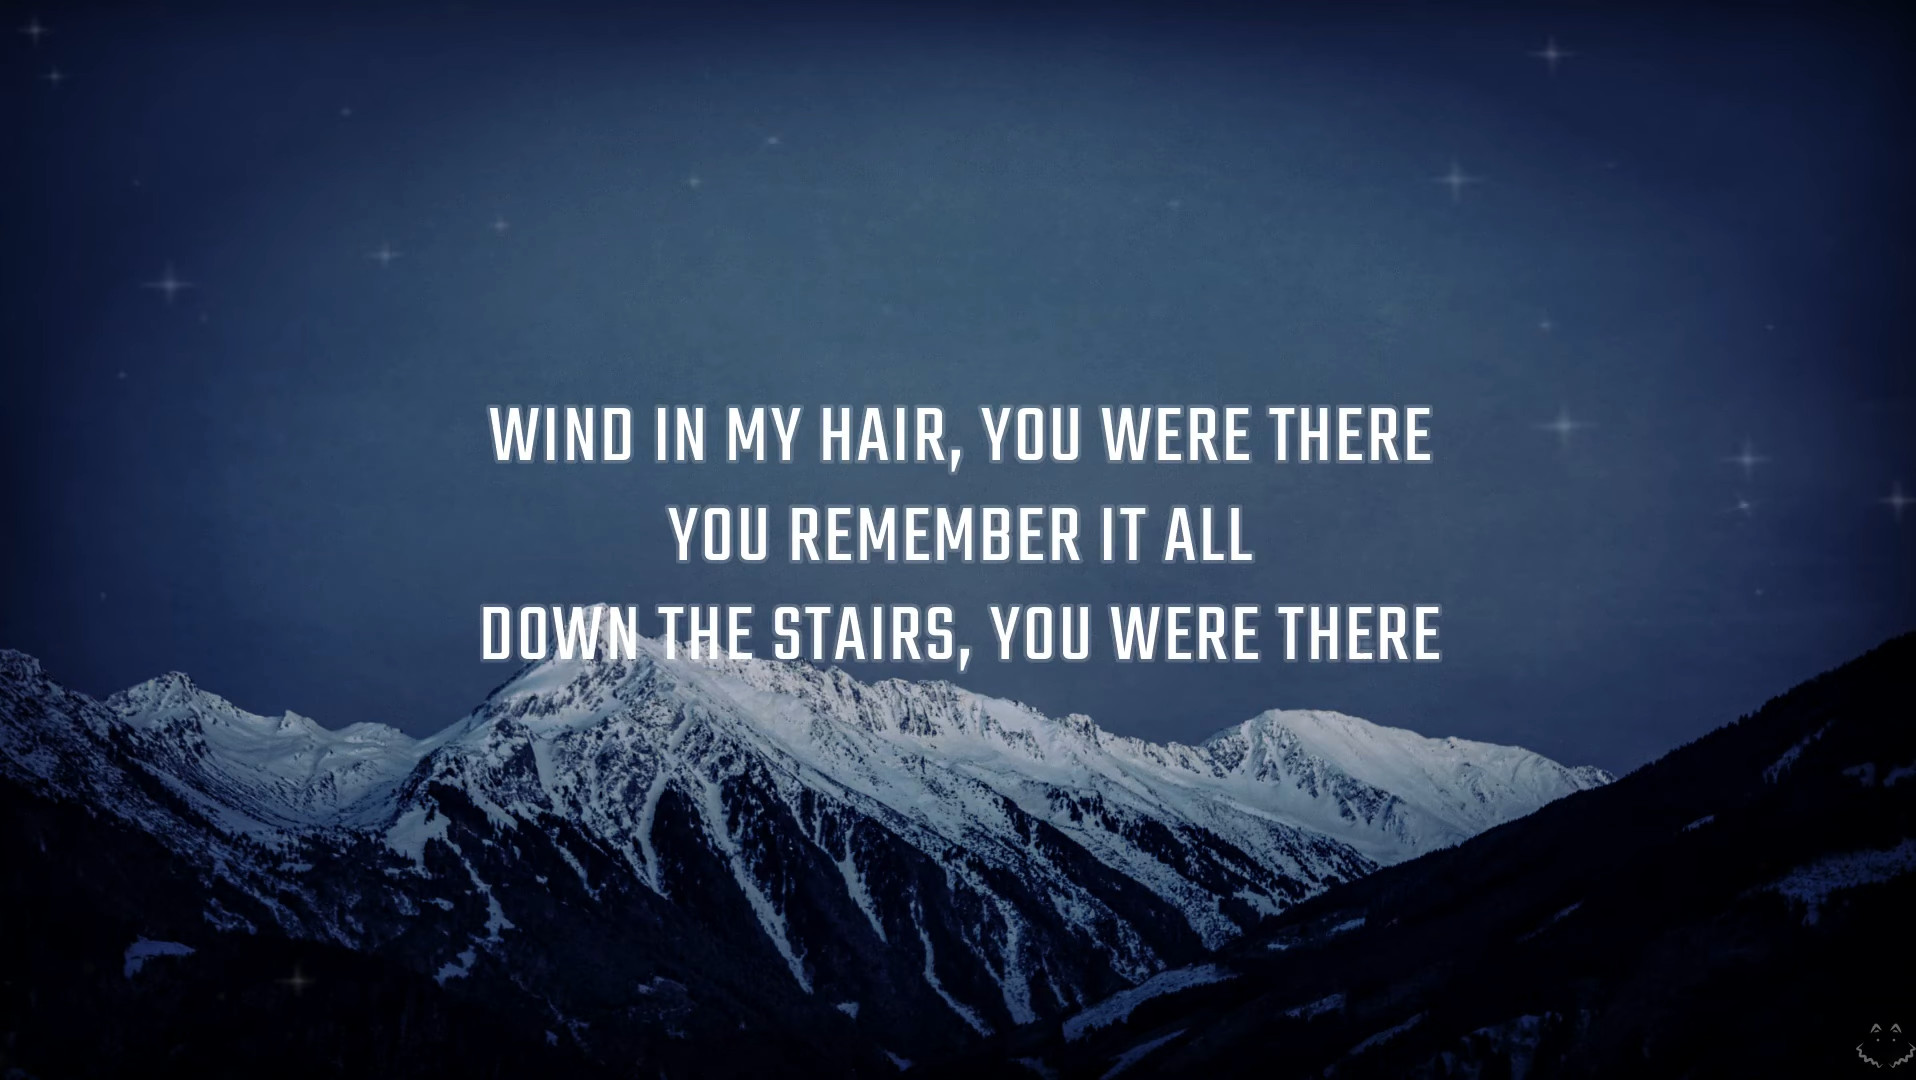 WIND IN MY HAIR, YOU WERE THERE
YOU REMEMBER IT ALL
DOWN THE STAIRS, YOU WERE THERE